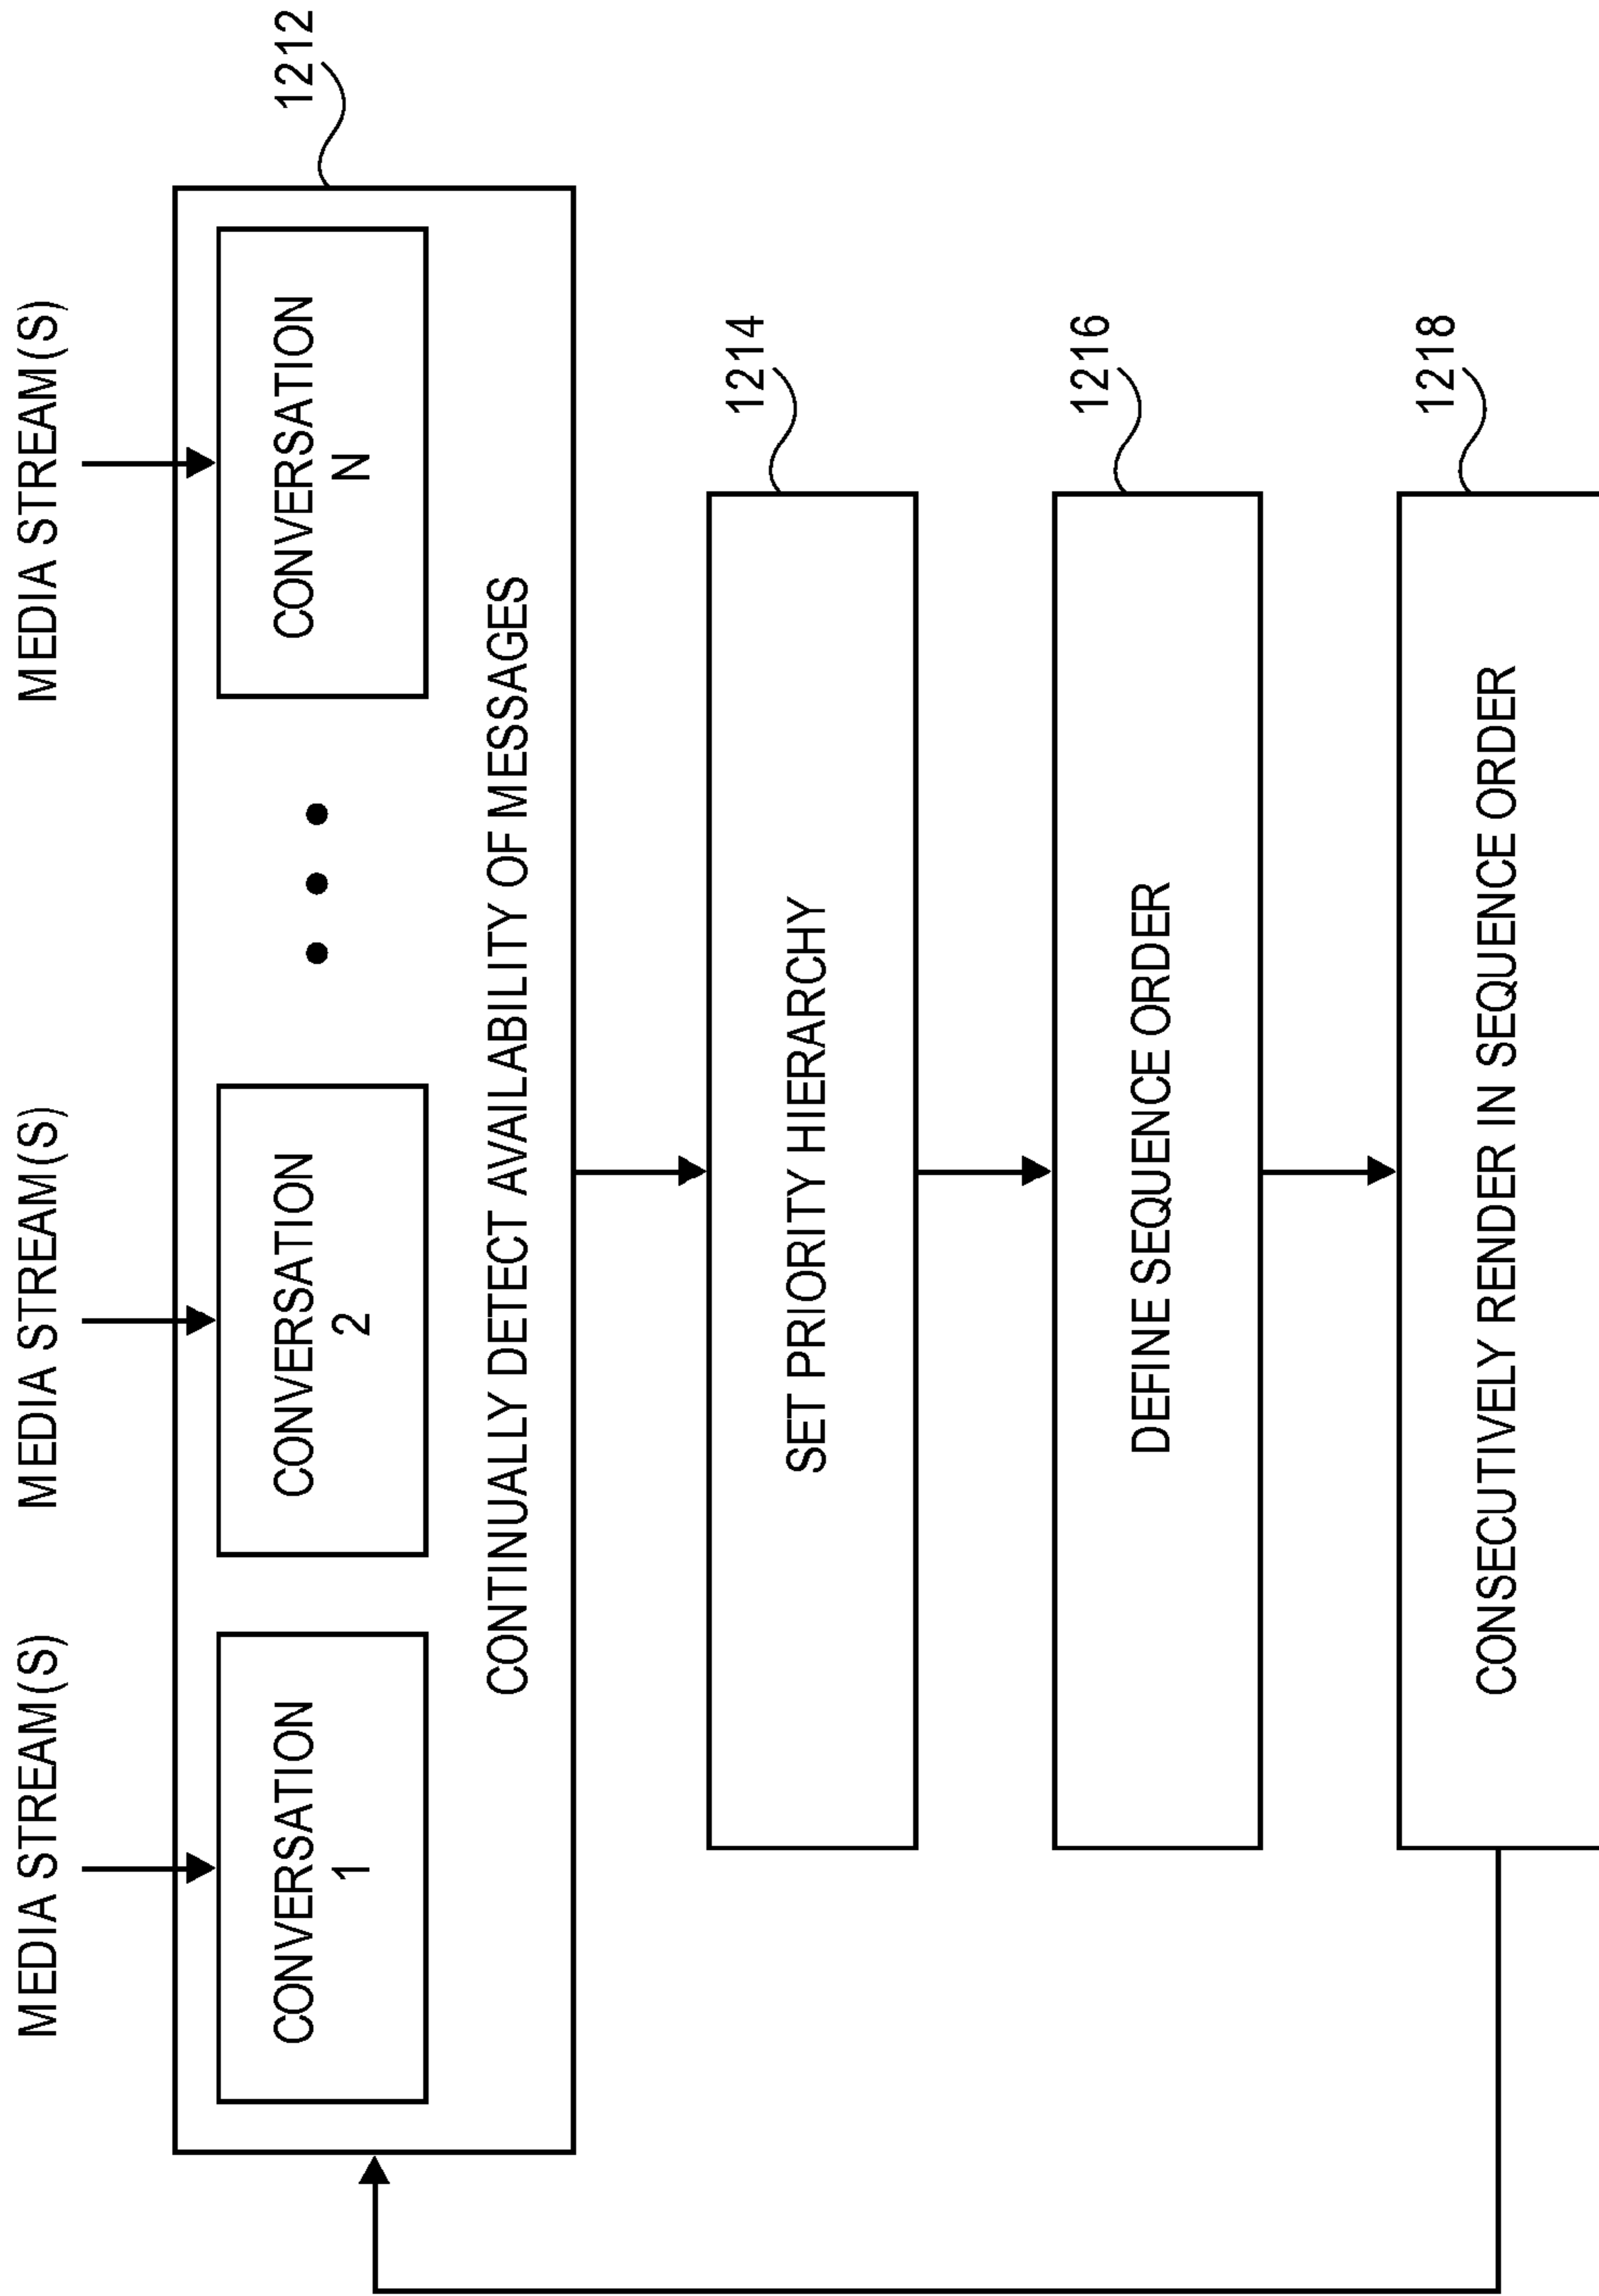 MEDIA STREAM(S)
MEDIA STREAM(S)
MEDIA STREAM(S)
1212
CONVERSATION
1
CONVERSATION
2
CONVERSATION
N
CONTINUALLY DETECT AVAILABILITY OF MESSAGES
1214
SET PRIORITY HIERARCHY
1216
DEFINE SEQUENCE ORDER
1218
CONSECUTIVELY RENDER IN SEQUENCE ORDER